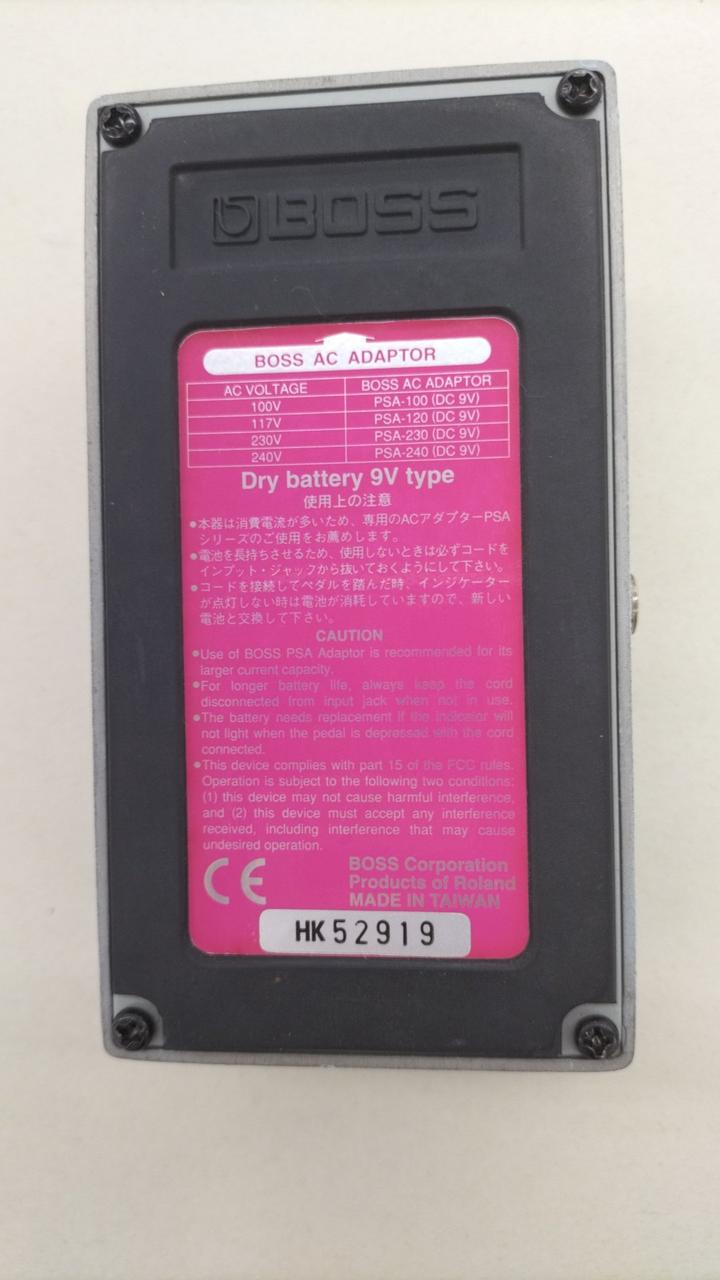 BOSS
BOSS AC ADAPTOR
AC VOLTAGE BOSS AC ADAPTOR
100V PSA-100 (DC 9V)
117V PSA-120 (DC 9V)
230V PSA-230 (DC 9V)
240V PSA-240 (DC 9V)
Dry battery 9V type
使用上の注意
●本器は消費電流が多いため、専用のACアダプターPSA
シリーズのご使用をお薦めします。
●電池を長持ちさせるため、使用しないときは必ずコードを
インプット・ジャックから抜いておくようにして下さい。
●コードを接続してペダルを踏んだ時、インジケーター
が点灯しない時は電池が消耗していますので、新しい
電池と交換して下さい。
CAUTION
●Use of BOSS PSA Adaptor is recommended for its
larger current capacity.
●For longer battery life, always keep the cord
disconnected from input jack when not in use.
●The battery needs replacement if the indicator will
not light when the pedal is depressed with the cord
connected.
●This device complies with part 15 of the FCC rules.
Operation is subject to the following two conditions:
(1) this device may not cause harmful interference,
and (2) this device must accept any interference
received, including interference that may cause
undesired operation.
CE
BOSS Corporation
Products of Roland
MADE IN TAIWAN
HK52919